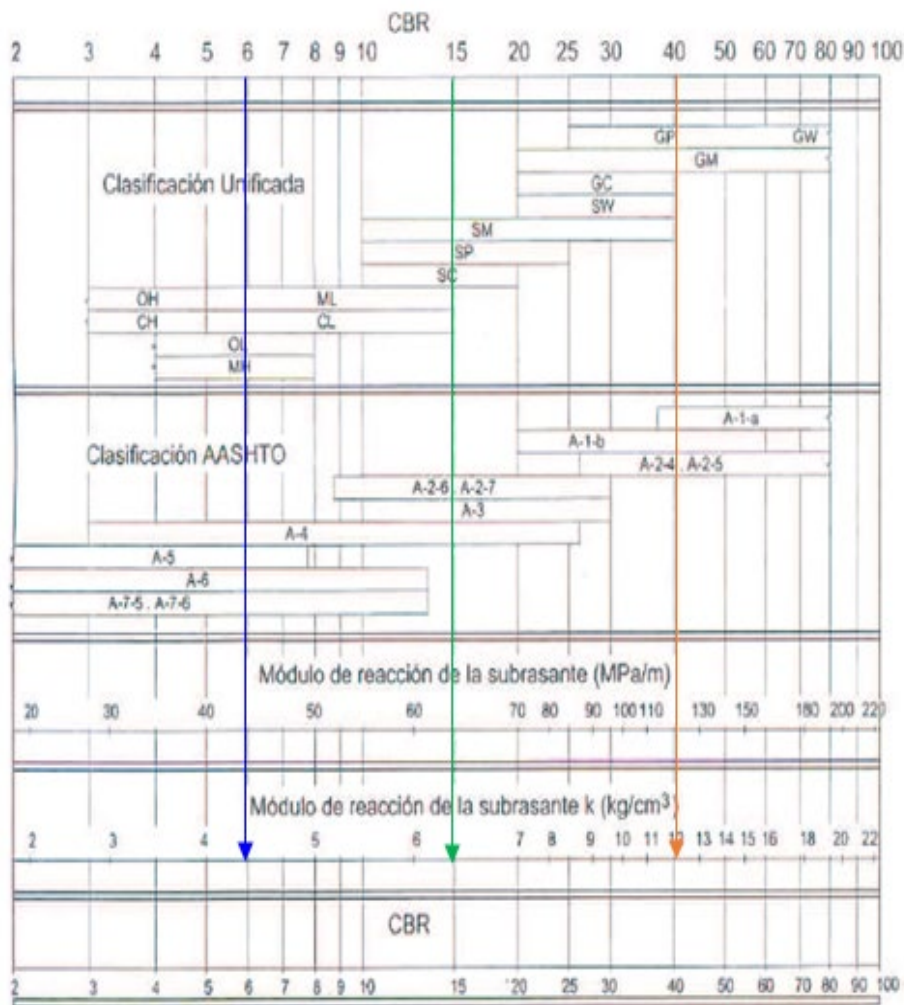 CBR
2 3 4 5 6 7 8 9 10 15 20 25 30 40 50 60 70 80 90 100
GP GW
GM
Clasificación Unificada
GC
SW
SM
SP
SC
OH ML
CH CL
OL
MH
A-1-a
A-1-b
Clasificación AASHTO
A-2-4 . A-2-5
A-2-6 . A-2-7
A-3
A-4
A-5
A-6
A-7-5 . A-7-6
Módulo de reacción de la subrasante (MPa/m)
20 30 40 50 60 70 80 90 100 110 130 150 180 200 220
Módulo de reacción de la subrasante k (kg/cm³)
2 3 4 5 6 7 8 9 10 11 12 13 14 15 16 18 20 22
CBR
2 3 4 5 6 7 8 9 10 15 20 25 30 40 50 60 70 80 90 100